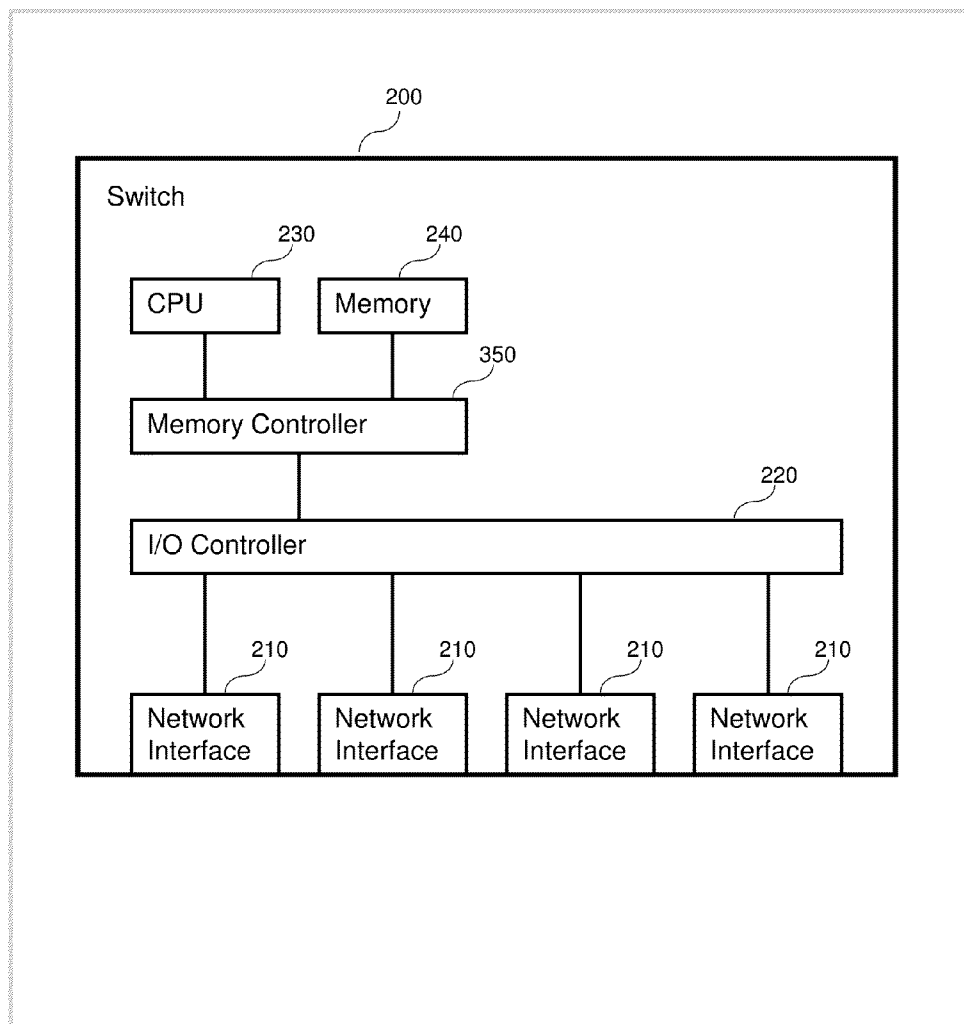 200
Switch
230
240
CPU
Memory
350
Memory Controller
220
I/O Controller
210
210
210
210
Network
Interface
Network
Interface
Network
Interface
Network
Interface